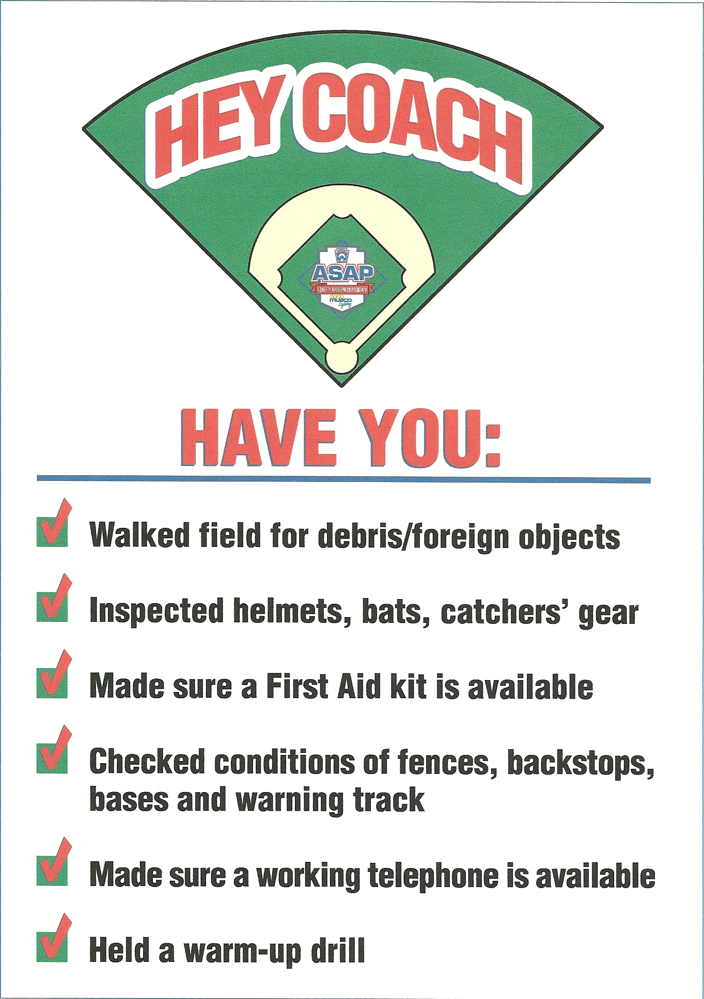 HEY COACH
ASAP
A SAFETY AWARENESS PROGRAM
musco
Lighting
HAVE YOU:
Walked field for debris/foreign objects
Inspected helmets, bats, catchers’ gear
Made sure a First Aid kit is available
Checked conditions of fences, backstops,
bases and warning track
Made sure a working telephone is available
Held a warm-up drill